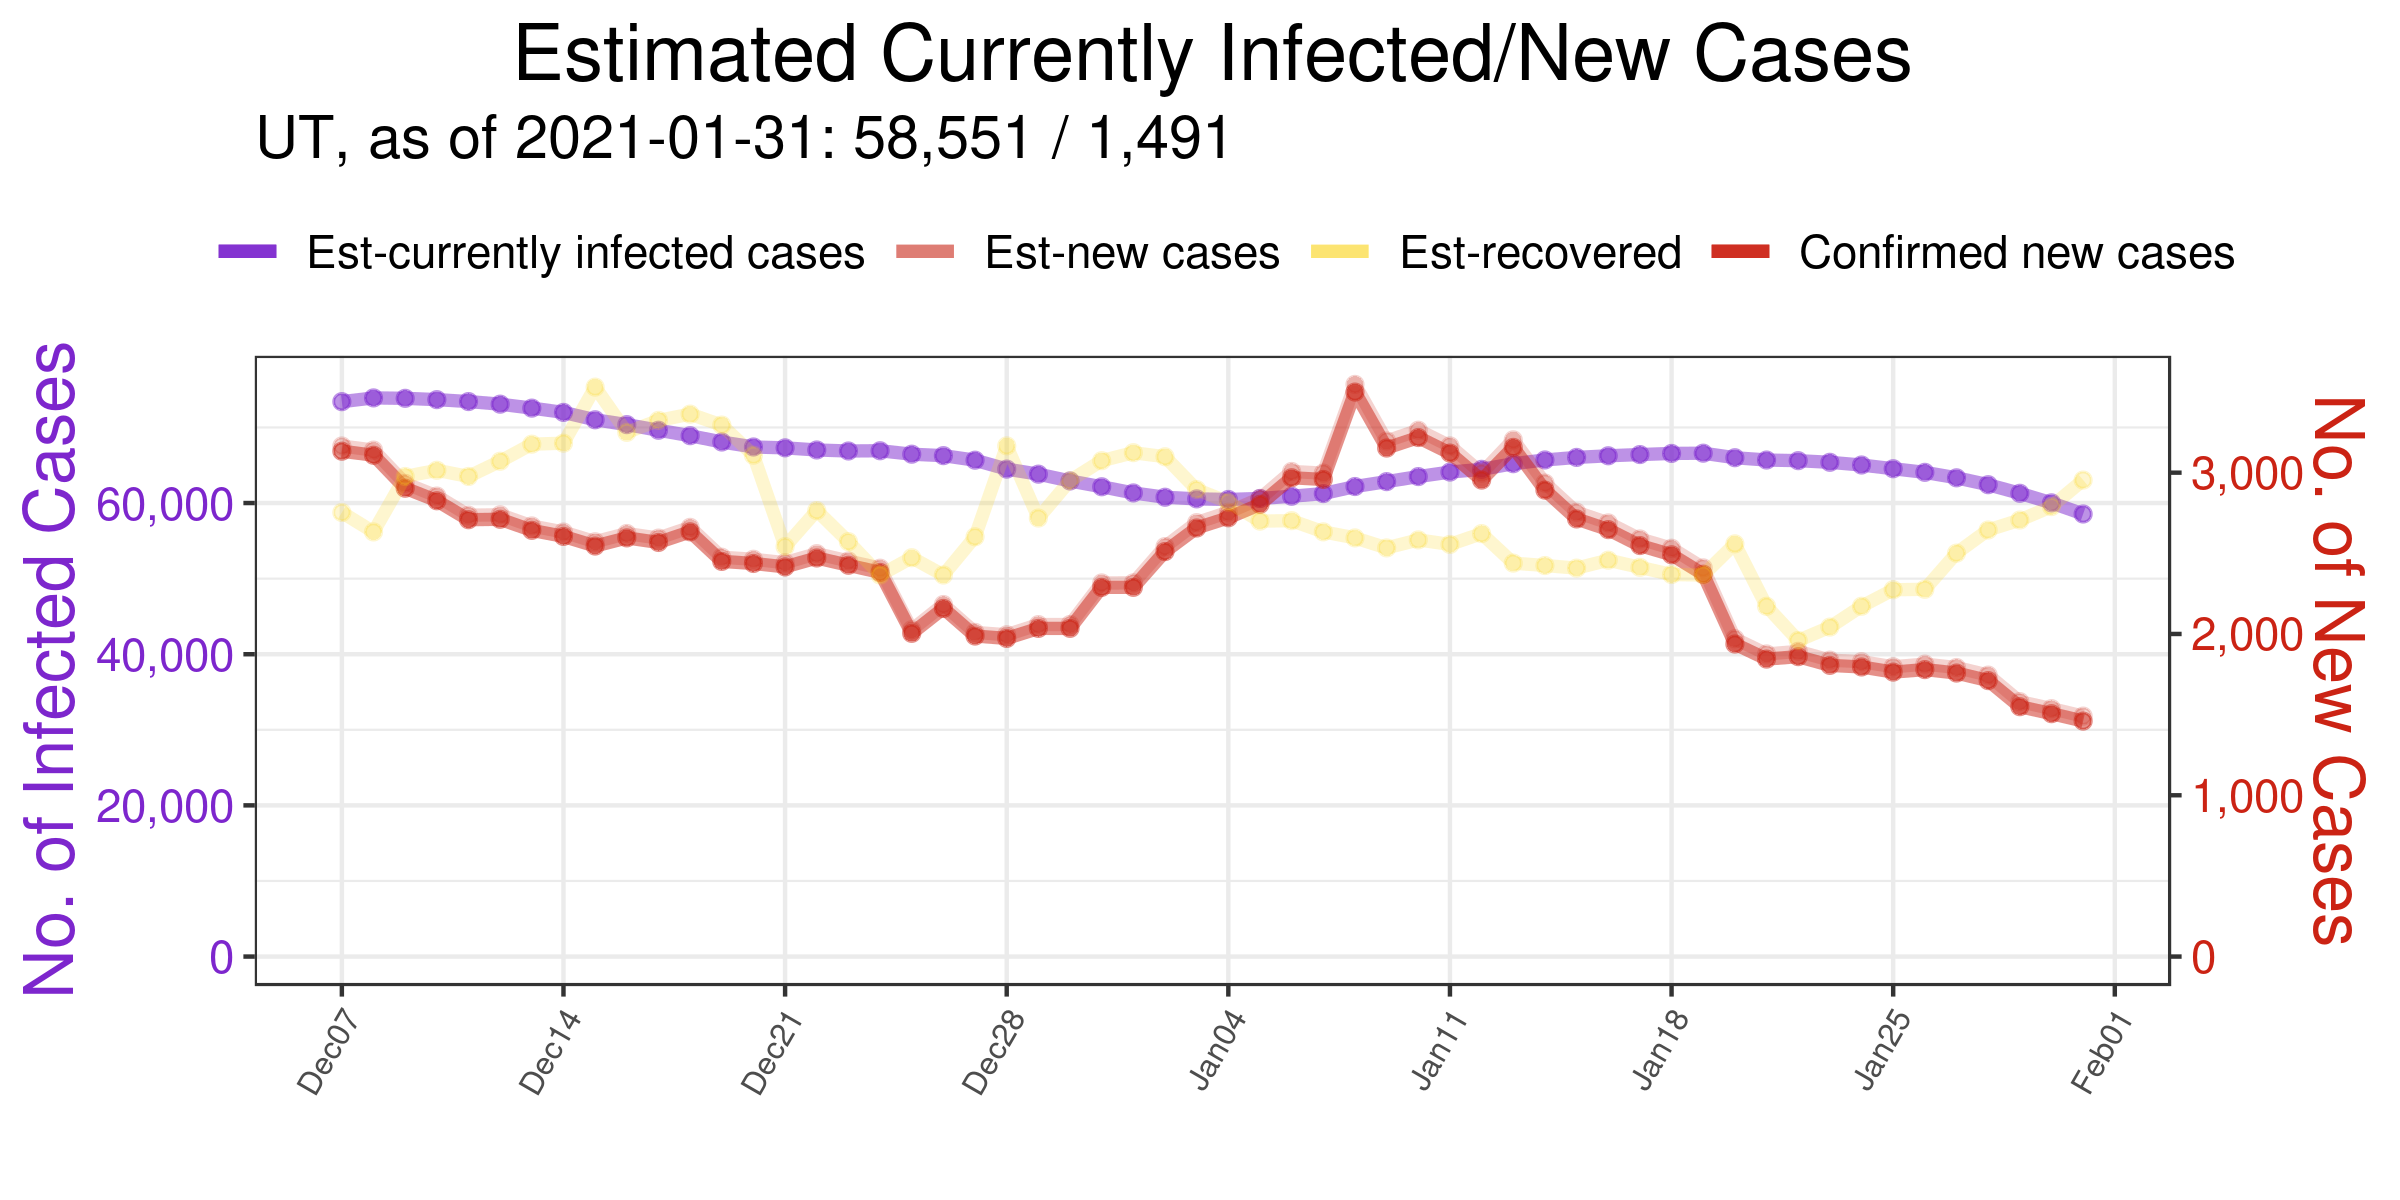 Estimated Currently Infected/New Cases
UT, as of 2021-01-31: 58,551 / 1,491
Est-currently infected cases Est-new cases Est-recovered Confirmed new cases
No. of Infected Cases
60,000
40,000
20,000
0
3,000
2,000
1,000
0
No. of New Cases
Dec07 Dec14 Dec21 Dec28 Jan04 Jan11 Jan18 Jan25 Feb01